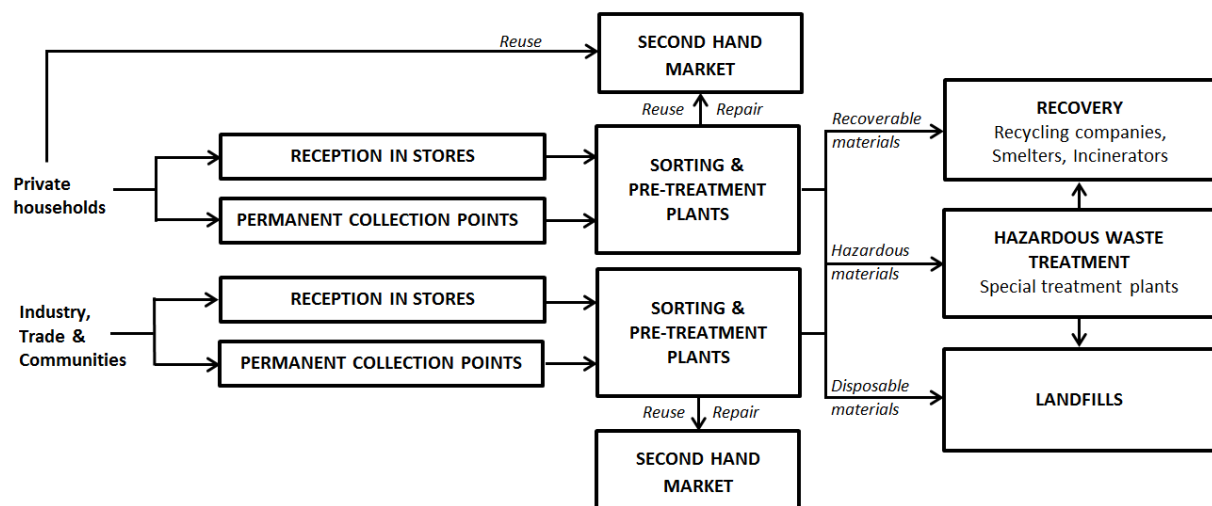 Reuse
SECOND HAND
MARKET
Reuse Repair
RECOVERY
Recycling companies,
Smelters, Incinerators
Recoverable
materials
RECEPTION IN STORES
SORTING &
PRE-TREATMENT
PLANTS
Private
households
PERMANENT COLLECTION POINTS
HAZARDOUS WASTE
TREATMENT
Special treatment plants
Hazardous
materials
RECEPTION IN STORES
SORTING &
PRE-TREATMENT
PLANTS
Industry,
Trade &
Communities
PERMANENT COLLECTION POINTS
Disposable
materials
LANDFILLS
Reuse Repair
SECOND HAND
MARKET